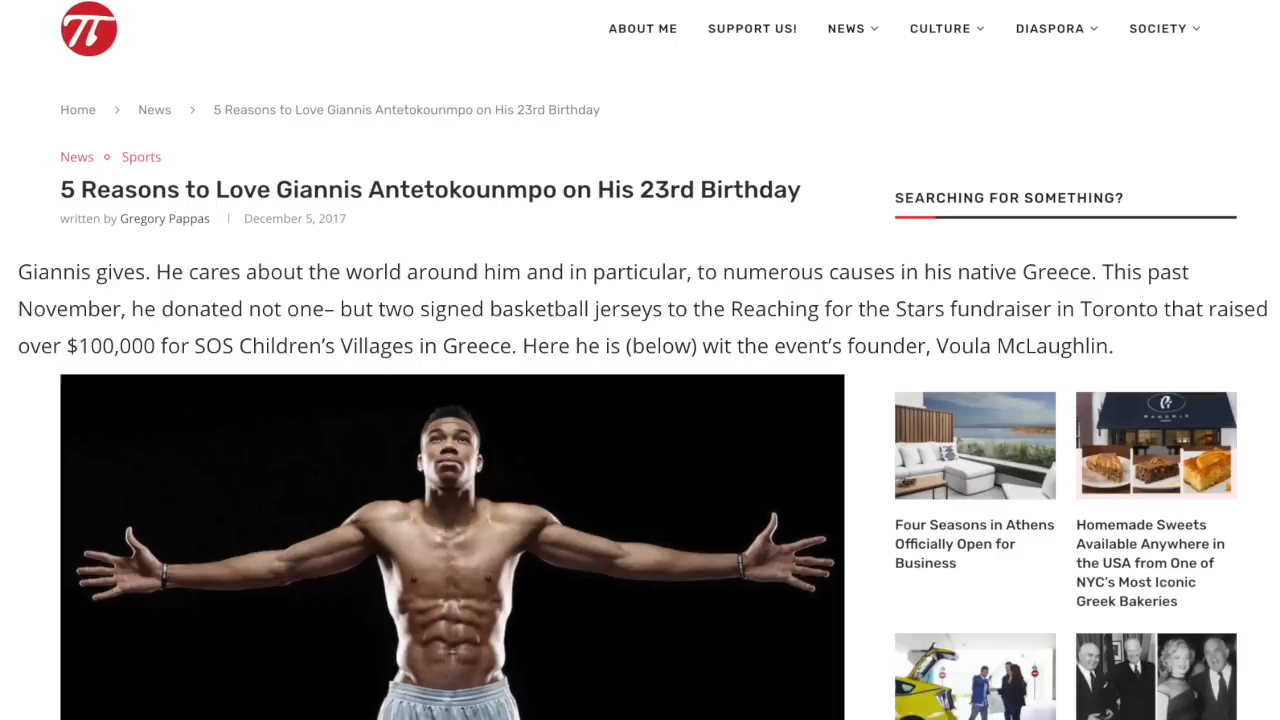 ABOUT ME SUPPORT US! NEWS CULTURE DIASPORA SOCIETY
Home > News > 5 Reasons to Love Giannis Antetokounmpo on His 23rd Birthday
News ◇ Sports
5 Reasons to Love Giannis Antetokounmpo on His 23rd Birthday
written by Gregory Pappas | December 5, 2017
SEARCHING FOR SOMETHING?
Giannis gives. He cares about the world around him and in particular, to numerous causes in his native Greece. This past
November, he donated not one– but two signed basketball jerseys to the Reaching for the Stars fundraiser in Toronto that raised
over $100,000 for SOS Children’s Villages in Greece. Here he is (below) wit the event’s founder, Voula McLaughlin.
Four Seasons in Athens
Officially Open for
Business
Homemade Sweets
Available Anywhere in
the USA from One of
NYC’s Most Iconic
Greek Bakeries